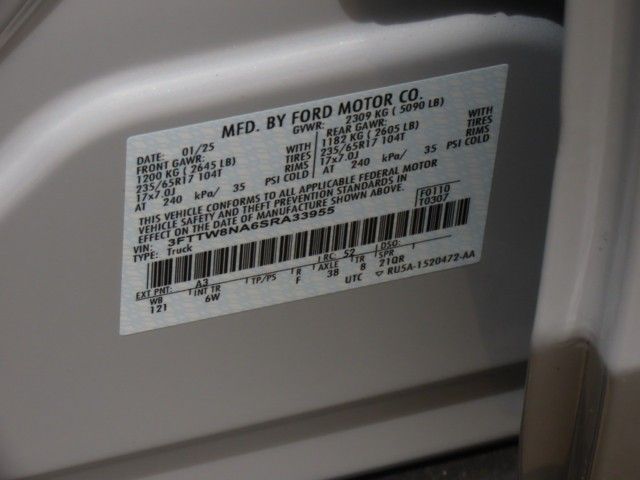 MFD. BY FORD MOTOR CO.
DATE: 01/25 GVWR: 2309 KG ( 5090 LB)
FRONT GAWR: WITH REAR GAWR: WITH
1200 KG (2645 LB) TIRES 1182 KG (2605 LB) TIRES
235/65R17 104T RIMS 235/65R17 104T RIMS
17x7.0J 17x7.0J
AT 240 kPa/ 35 PSI COLD AT 240 kPa/ 35 PSI COLD
THIS VEHICLE CONFORMS TO ALL APPLICABLE FEDERAL MOTOR
VEHICLE SAFETY AND THEFT PREVENTION STANDARDS IN
EFFECT ON THE DATE OF MANUFACTURE SHOWN ABOVE.
VIN: 3FTTW8NA6SRA33955 F0110
TYPE: Truck T0307
EXT PNT: A3 RC: 52 DSO:
WB INT TR TP/PS R AXLE TR SPR
121 6W F 38 8 21QR
UTC ▽ RU5A-1520472-AA